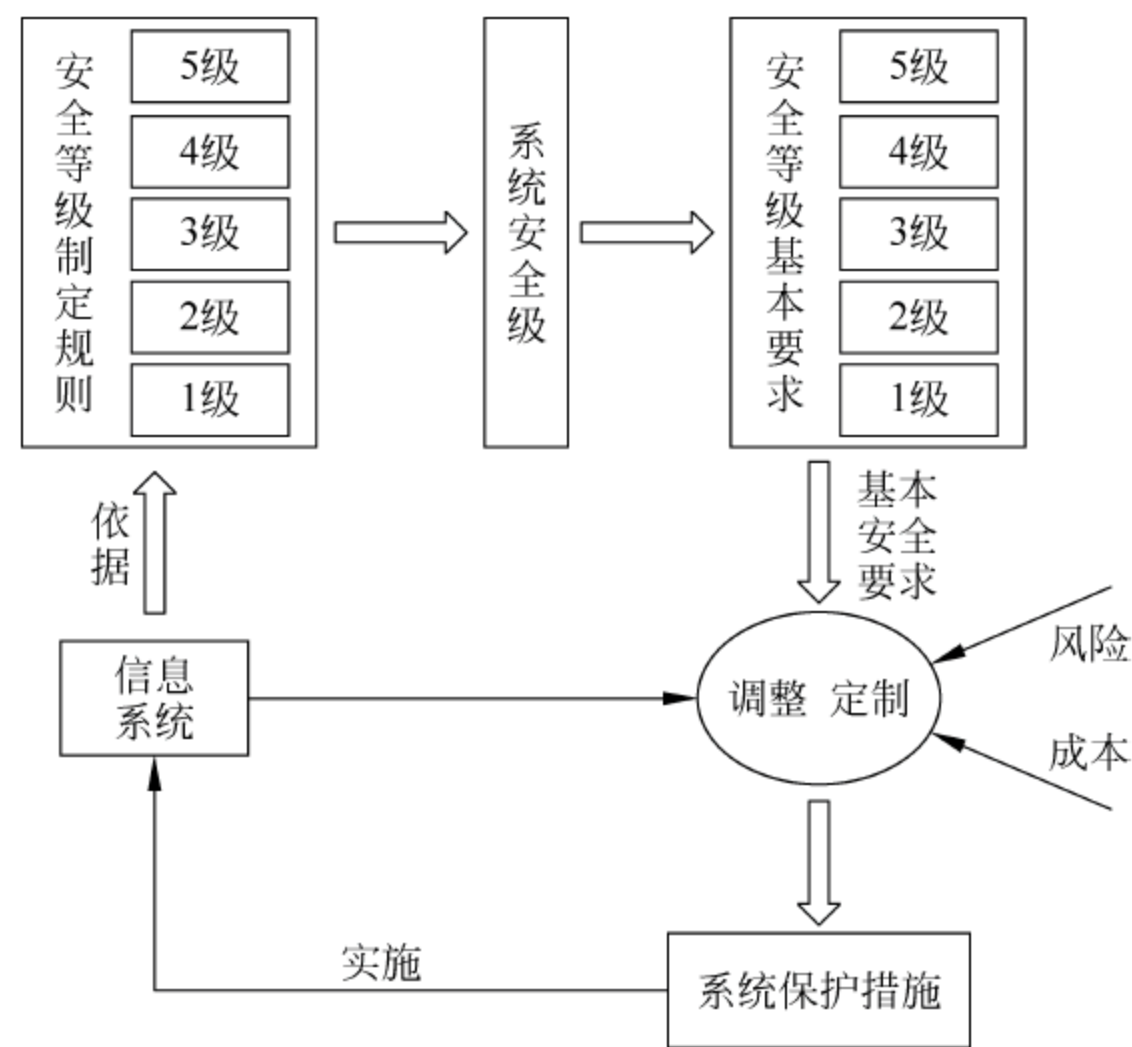 安全等级制定规则
5级
4级
3级
2级
1级
系统安全级
安全等级基本要求
5级
4级
3级
2级
1级
依据
基本
安全
要求
信息
系统
调整 定制
风险
成本
实施
系统保护措施